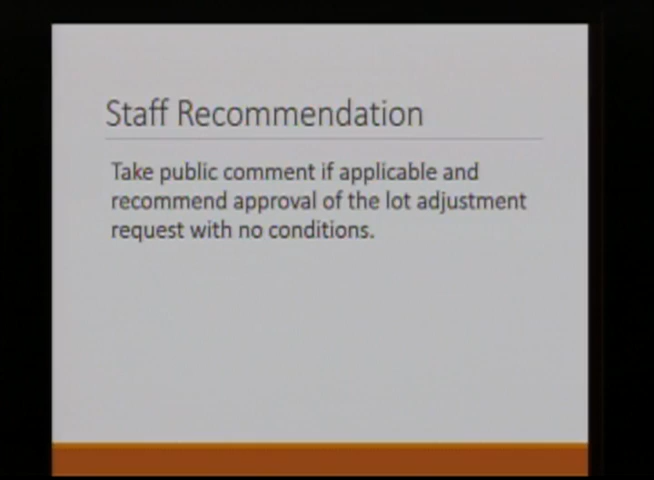 Staff Recommendation
Take public comment if applicable and
recommend approval of the lot adjustment
request with no conditions.